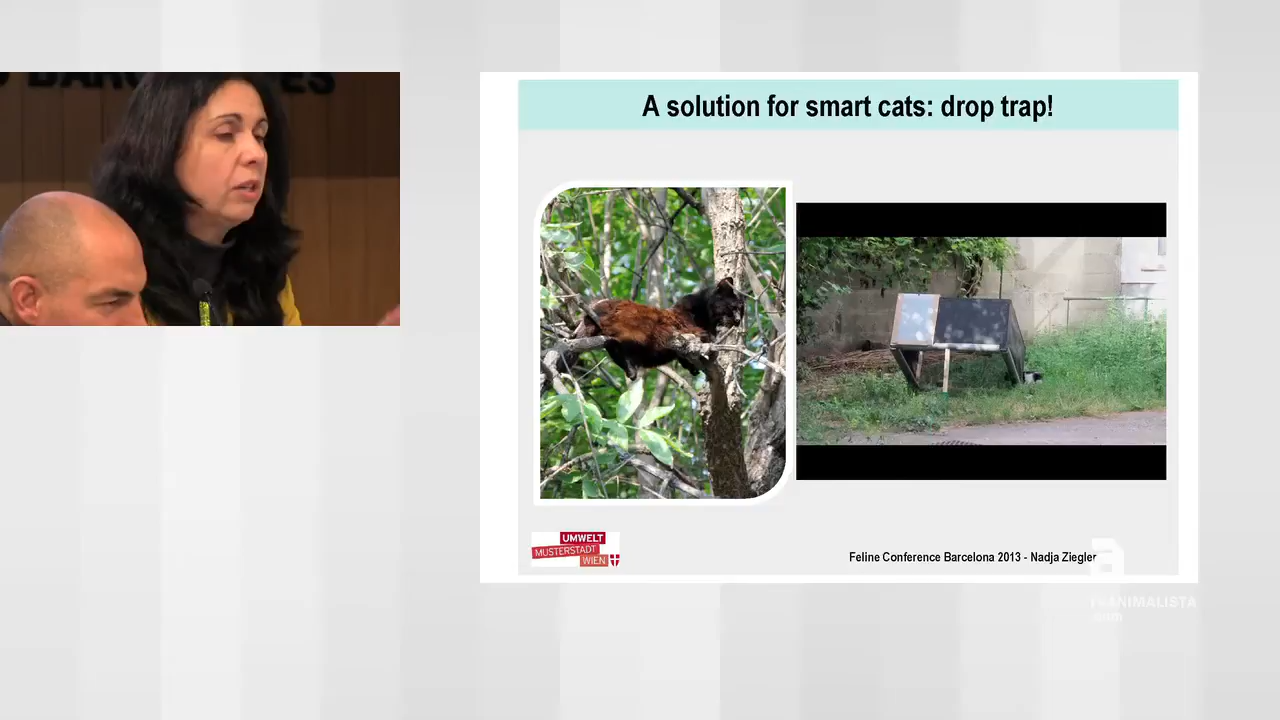 A solution for smart cats: drop trap!
UMWELT
MUSTERSTADT
WIEN
Feline Conference Barcelona 2013 - Nadja Ziegler